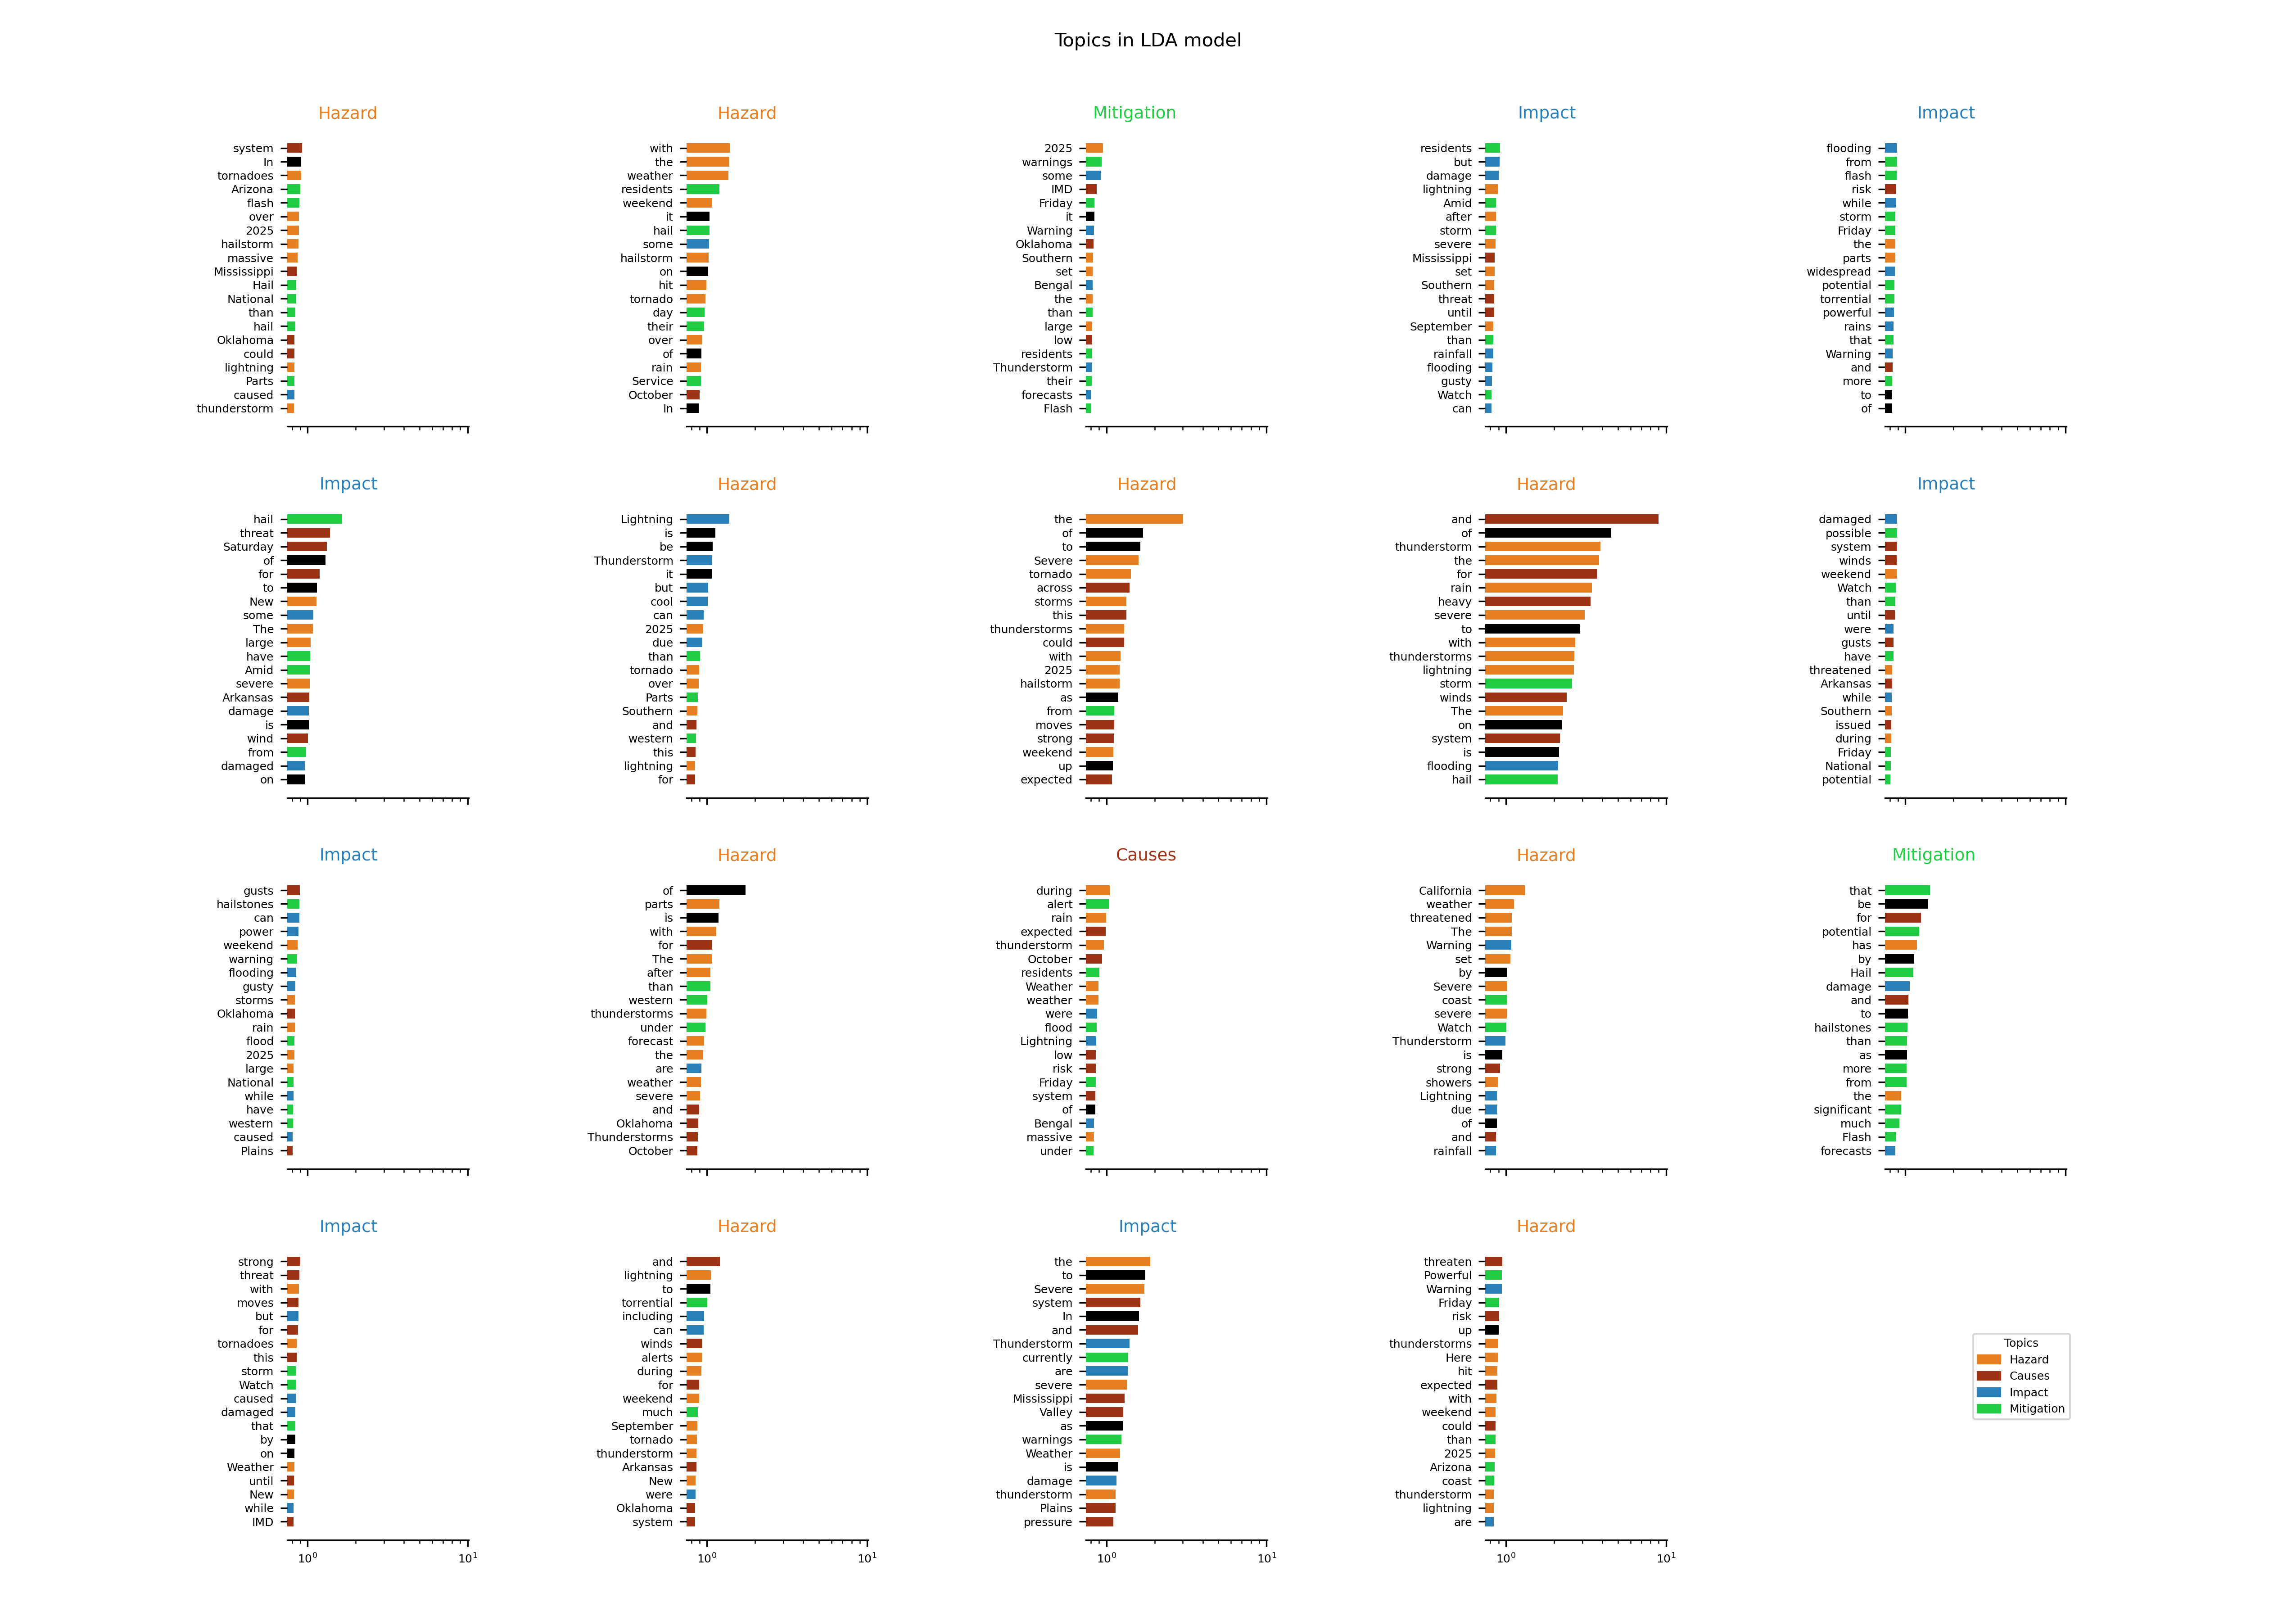 Topics in LDA model
Hazard
system
In
tornadoes
Arizona
flash
over
2025
hailstorm
massive
Mississippi
Hail
National
than
hail
Oklahoma
could
lightning
Parts
caused
thunderstorm
Hazard
with
the
weather
residents
weekend
it
hail
some
hailstorm
on
hit
tornado
day
their
over
of
rain
Service
October
In
Mitigation
2025
warnings
some
IMD
Friday
it
Warning
Oklahoma
Southern
set
Bengal
the
than
large
low
residents
Thunderstorm
their
forecasts
Flash
Impact
residents
but
damage
lightning
Amid
after
storm
severe
Mississippi
set
Southern
threat
until
September
than
rainfall
flooding
gusty
Watch
can
Impact
flooding
from
flash
risk
while
storm
Friday
the
parts
widespread
potential
torrential
powerful
rains
that
Warning
and
more
to
of
Impact
hail
threat
Saturday
of
for
to
New
some
The
large
have
Amid
severe
Arkansas
damage
is
wind
from
damaged
on
Hazard
Lightning
is
be
Thunderstorm
it
but
cool
can
2025
due
than
tornado
over
Parts
Southern
and
western
this
lightning
for
Hazard
the
of
to
Severe
tornado
across
storms
this
thunderstorms
could
with
2025
hailstorm
as
from
moves
strong
weekend
up
expected
Hazard
and
of
thunderstorm
the
for
rain
heavy
severe
to
with
thunderstorms
lightning
storm
winds
The
on
system
is
flooding
hail
Impact
damaged
possible
system
winds
weekend
Watch
than
until
were
gusts
have
threatened
Arkansas
while
Southern
issued
during
Friday
National
potential
Impact
gusts
hailstones
can
power
weekend
warning
flooding
gusty
storms
Oklahoma
rain
flood
2025
large
National
while
have
western
caused
Plains
Hazard
of
parts
is
with
for
The
after
than
western
thunderstorms
under
forecast
the
are
weather
severe
and
Oklahoma
Thunderstorms
October
Causes
during
alert
rain
expected
thunderstorm
October
residents
Weather
weather
were
flood
Lightning
low
risk
Friday
system
of
Bengal
massive
under
Hazard
California
weather
threatened
The
Warning
set
by
Severe
coast
severe
Watch
Thunderstorm
is
strong
showers
Lightning
due
of
and
rainfall
Mitigation
that
be
for
potential
has
by
Hail
damage
and
to
hailstones
than
as
more
from
the
significant
much
Flash
forecasts
Impact
strong
threat
with
moves
but
for
tornadoes
this
storm
Watch
caused
damaged
that
by
on
Weather
until
New
while
IMD
10⁰ 10¹
Hazard
and
lightning
to
torrential
including
can
winds
alerts
during
for
weekend
much
September
tornado
thunderstorm
Arkansas
New
were
Oklahoma
system
10⁰ 10¹
Impact
the
to
Severe
system
In
and
Thunderstorm
currently
are
severe
Mississippi
Valley
as
warnings
Weather
is
damage
thunderstorm
Plains
pressure
10⁰ 10¹
Hazard
threaten
Powerful
Warning
Friday
risk
up
thunderstorms
Here
hit
expected
with
weekend
could
than
2025
Arizona
coast
thunderstorm
lightning
are
10⁰ 10¹
Topics
Hazard
Causes
Impact
Mitigation